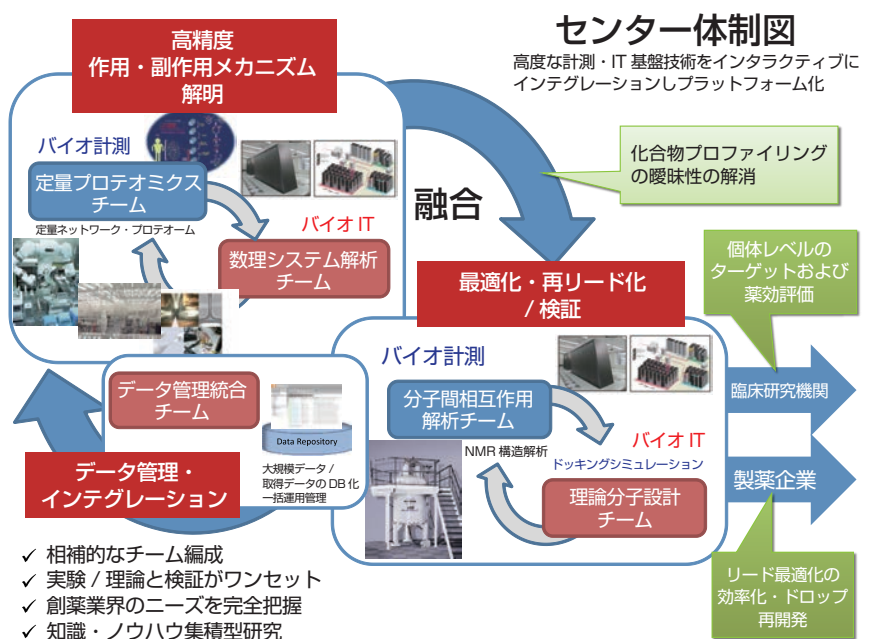 センター体制図
高度な計測・IT 基盤技術をインタラクティブに
インテグレーションしプラットフォーム化
高精度
作用・副作用メカニズム
解明
バイオ計測
定量プロテオミクス
チーム
定量ネットワーク・プロテオーム
バイオ IT
数理システム解析
チーム
融合
化合物プロファイリング
の曖昧性の解消
最適化・再リード化
/ 検証
バイオ計測
分子間相互作用
解析チーム
NMR 構造解析
バイオ IT
ドッキングシミュレーション
理論分子設計
チーム
個体レベルの
ターゲットおよび
薬効評価
臨床研究機関
製薬企業
リード最適化の
効率化・ドロップ
再開発
データ管理統合
チーム
Data Repository
大規模データ /
取得データの DB 化
一括運用管理
データ管理・
インテグレーション
✓ 相補的なチーム編成
✓ 実験 / 理論と検証がワンセット
✓ 創薬業界のニーズを完全把握
✓ 知識・ノウハウ集積型研究